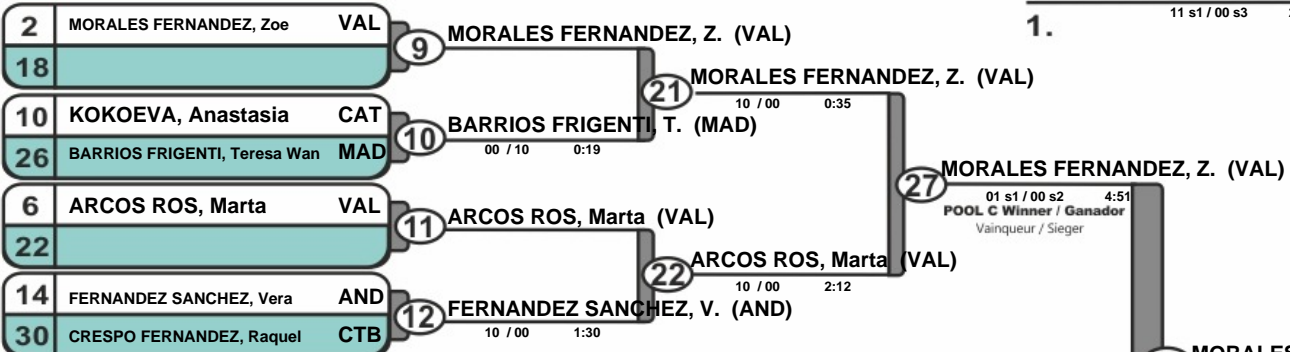 11 s1 / 00 s3
1.
2 MORALES FERNANDEZ, Zoe VAL
18
9 MORALES FERNANDEZ, Z. (VAL)
21 MORALES FERNANDEZ, Z. (VAL)
10 / 00 0:35
10 KOKOEVA, Anastasia CAT
26 BARRIOS FRIGENTI, Teresa Wan MAD
10 BARRIOS FRIGENTI, T. (MAD)
00 / 10 0:19
27 MORALES FERNANDEZ, Z. (VAL)
01 s1 / 00 s2 4:51
POOL C Winner / Ganador
Vainqueur / Sieger
6 ARCOS ROS, Marta VAL
22
11 ARCOS ROS, Marta (VAL)
22 ARCOS ROS, Marta (VAL)
10 / 00 2:12
14 FERNANDEZ SANCHEZ, Vera AND
30 CRESPO FERNANDEZ, Raquel CTB
12 FERNANDEZ SANCHEZ, V. (AND)
10 / 00 1:30